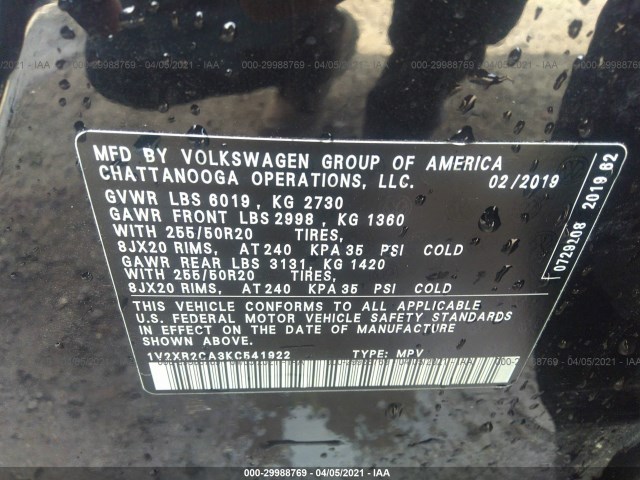 000-29988769 - 04/05/2021 - IAA
MFD BY VOLKSWAGEN GROUP OF AMERICA
CHATTANOOGA OPERATIONS, LLC. 02/2019
GVWR LBS 6019, KG 2730
GAWR FRONT LBS 2998, KG 1360
WITH 255/50R20 TIRES,
8JX20 RIMS, AT 240 KPA 35 PSI COLD
GAWR REAR LBS 3131, KG 1420
WITH 255/50R20 TIRES,
8JX20 RIMS, AT 240 KPA 35 PSI COLD
THIS VEHICLE CONFORMS TO ALL APPLICABLE
U.S. FEDERAL MOTOR VEHICLE SAFETY STANDARDS
IN EFFECT ON THE DATE OF MANUFACTURE
SHOWN ABOVE.
1V2XR2CA3KC541922 TYPE: MPV
0729208 2019 82
000-29988769 - 04/05/2021 - IAA